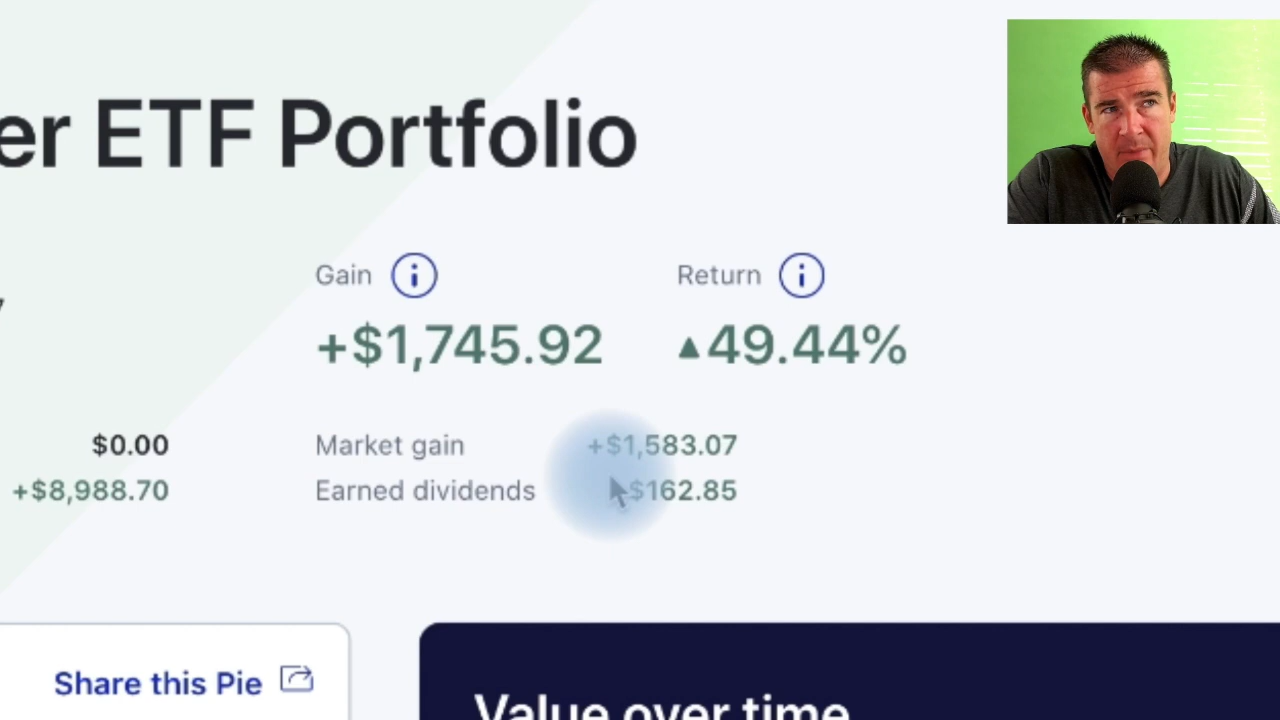 er ETF Portfolio
Gain
Return
+$1,745.92
▲49.44%
$0.00
Market gain
+$1,583.07
+$8,988.70
Earned dividends
$162.85
Share this Pie
Value over time